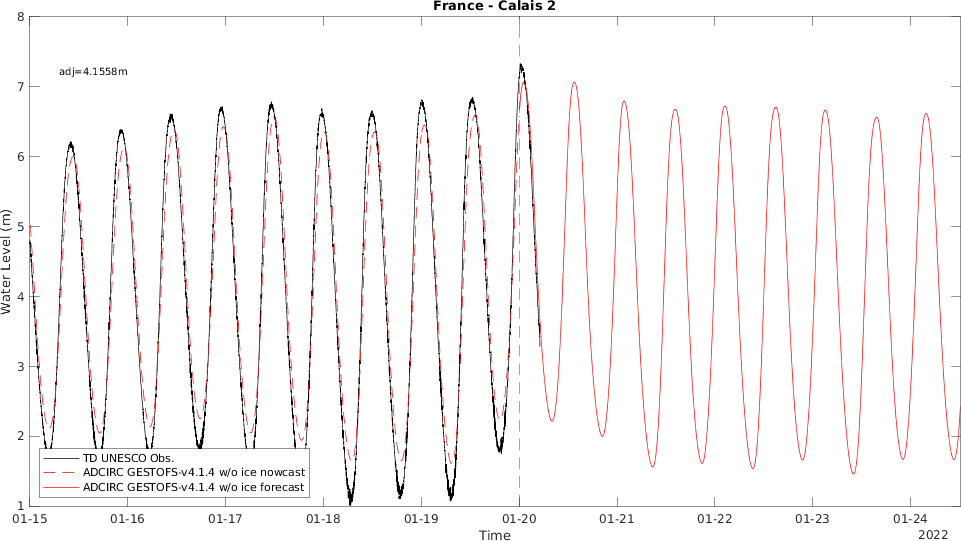 France - Calais 2
adj=4.1558m
8
7
6
5
4
3
2
1
Water Level (m)
TD UNESCO Obs.
ADCIRC GESTOFS-v4.1.4 w/o ice nowcast
ADCIRC GESTOFS-v4.1.4 w/o ice forecast
01-15 01-16 01-17 01-18 01-19 01-20 01-21 01-22 01-23 01-24
Time
2022